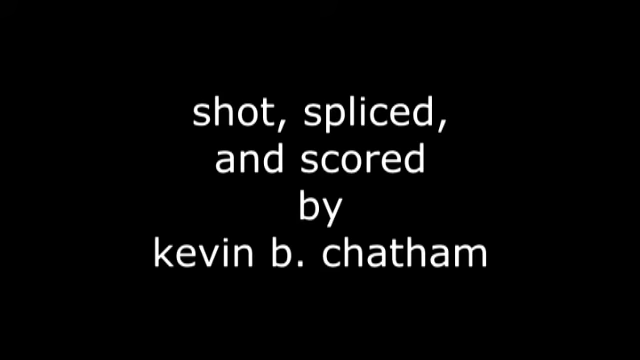 shot, spliced,
and scored
by
kevin b. chatham